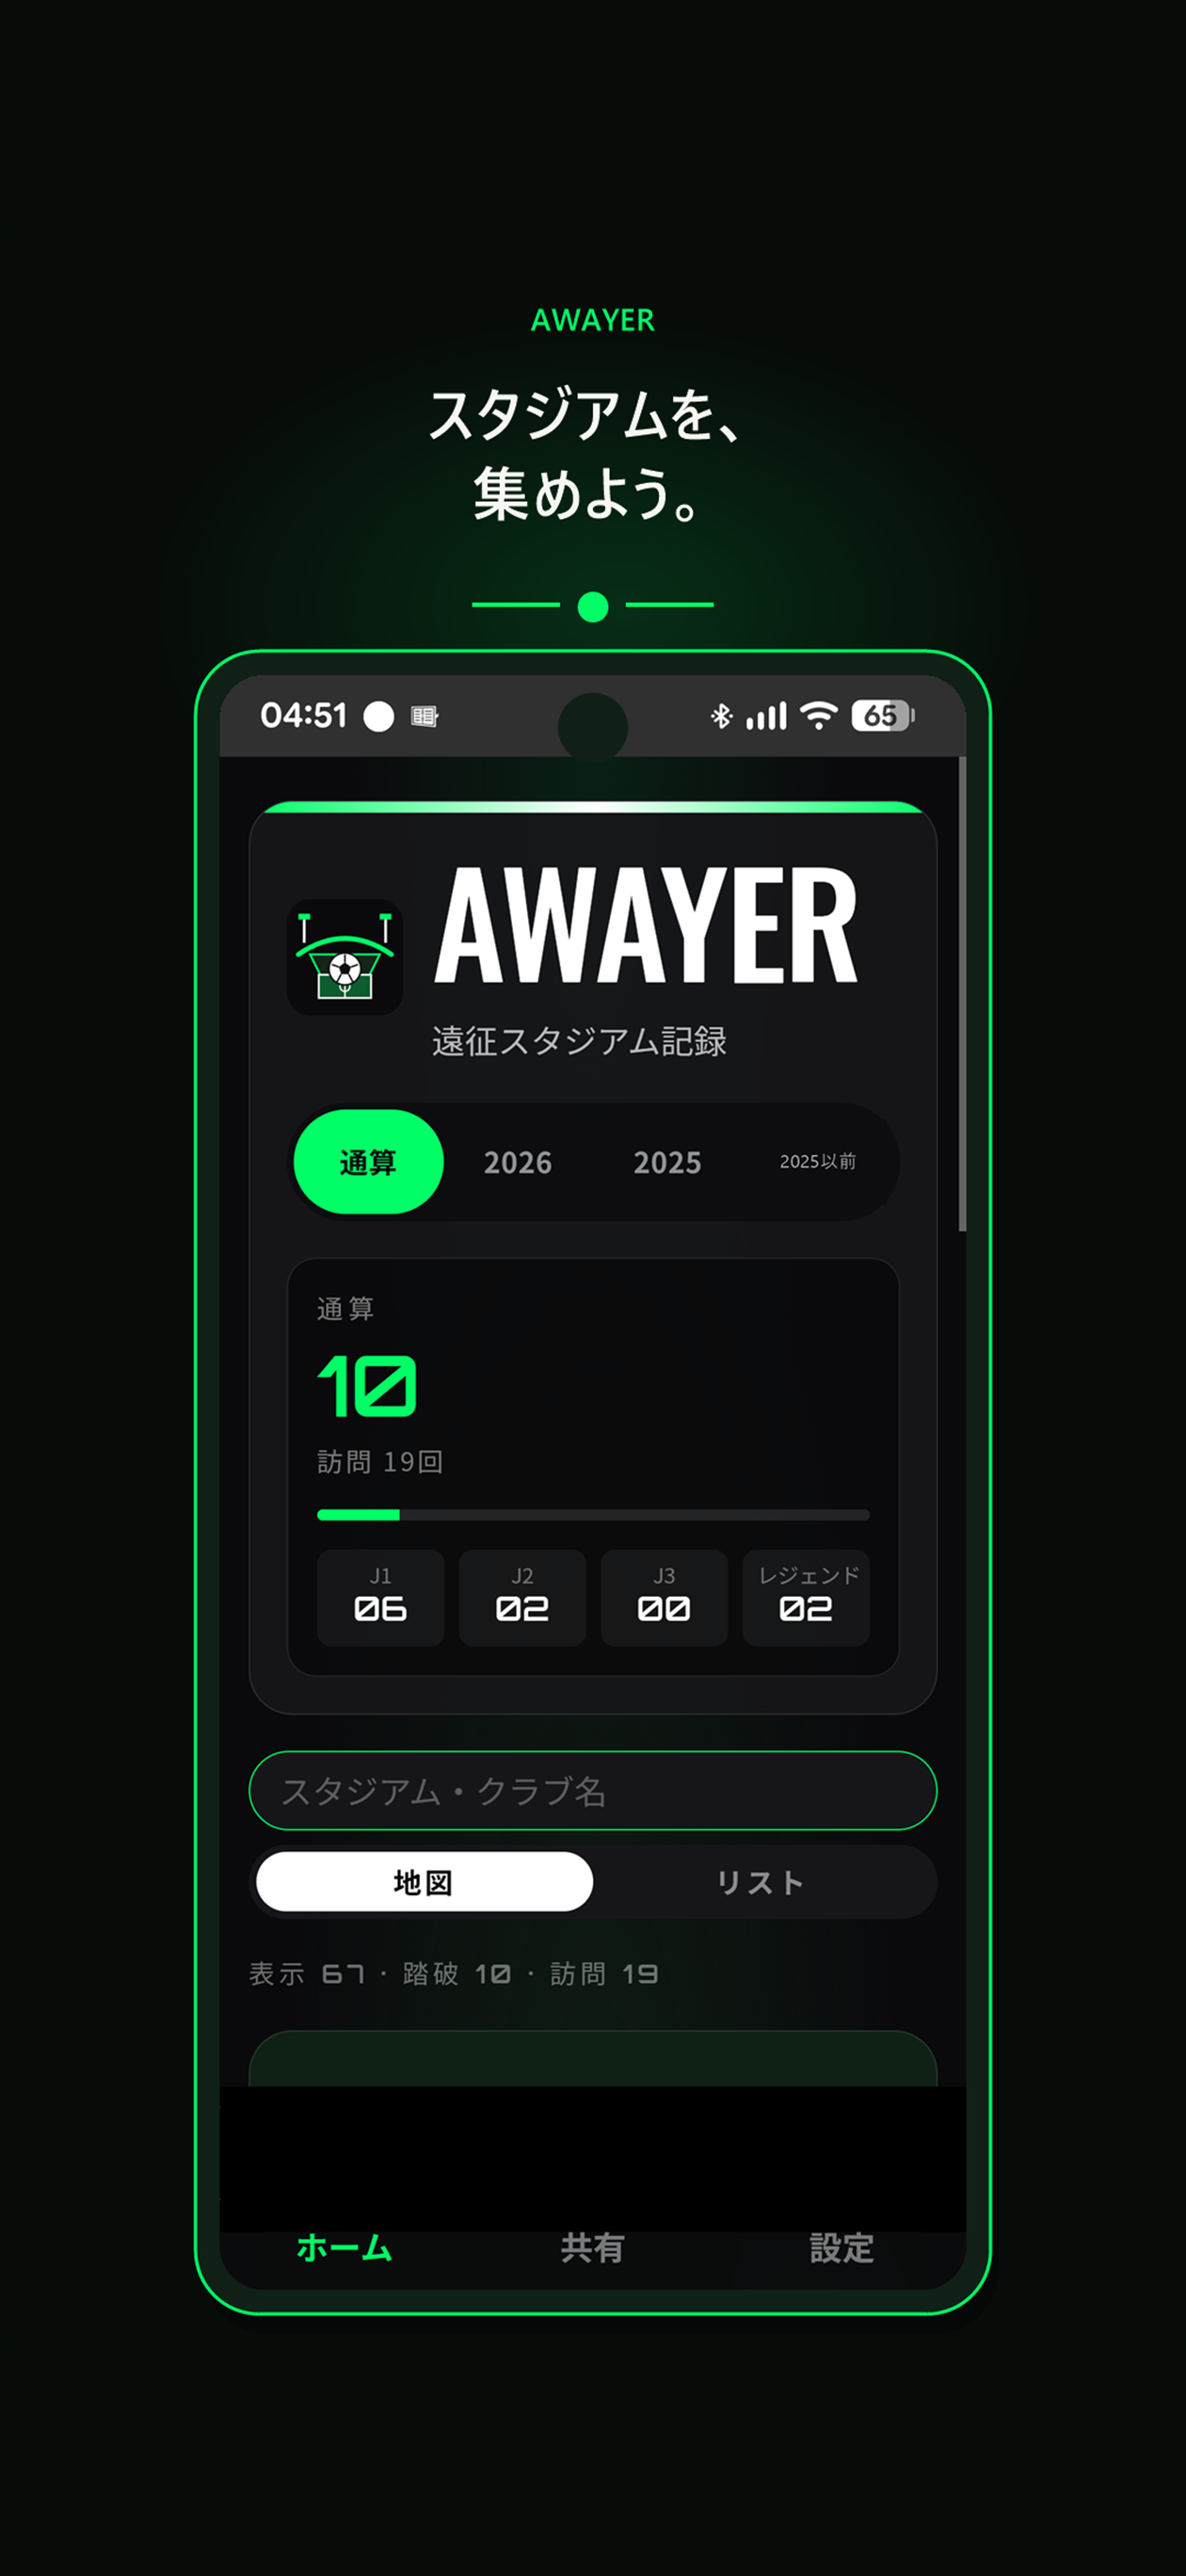 AWAYER
スタジアムを、
集めよう。
04:51 65
AWAYER
遠征スタジアム記録
通算 2026 2025 2025以前
通算
10
訪問 19回
J1 J2 J3 レジェンド
06 02 00 02
スタジアム・クラブ名
地図 リスト
表示 67・踏破 10・訪問 19
ホーム 共有 設定